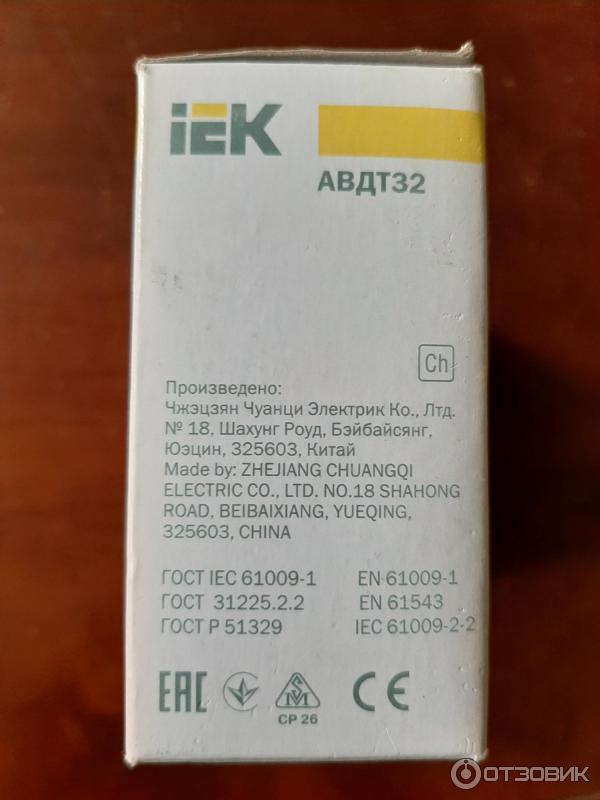 iEK
АВДТ32
Ch
Произведено:
Чжэцзян Чуанци Электрик Ко., Лтд.
№ 18, Шахунг Роуд, Бэйбайсянг,
Юэцин, 325603, Китай
Made by: ZHEJIANG CHUANGQI
ELECTRIC CO., LTD. NO.18 SHAHONG
ROAD, BEIBAIXIANG, YUEQING,
325603, CHINA
ГОСТ IEC 61009-1 EN 61009-1
ГОСТ 31225.2.2 EN 61543
ГОСТ Р 51329 IEC 61009-2-2
ЕАС SM CE
CP 26
ОТЗОВИК